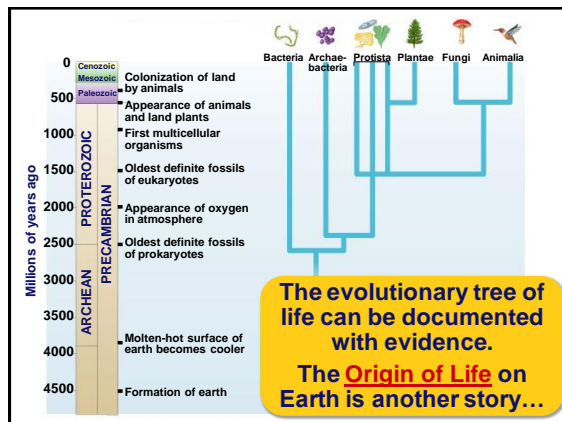 Bacteria
Archae-
bacteria
Protista
Plantae
Fungi
Animalia
Millions of years ago
0
500
1000
1500
2000
2500
3000
3500
4000
4500
Cenozoic
Mesozoic
Paleozoic
PROTEROZOIC
ARCHEAN
PRECAMBRIAN
Colonization of land
by animals
Appearance of animals
and land plants
First multicellular
organisms
Oldest definite fossils
of eukaryotes
Appearance of oxygen
in atmosphere
Oldest definite fossils
of prokaryotes
Molten-hot surface of
earth becomes cooler
Formation of earth
The evolutionary tree of
life can be documented
with evidence.
The Origin of Life on
Earth is another story…